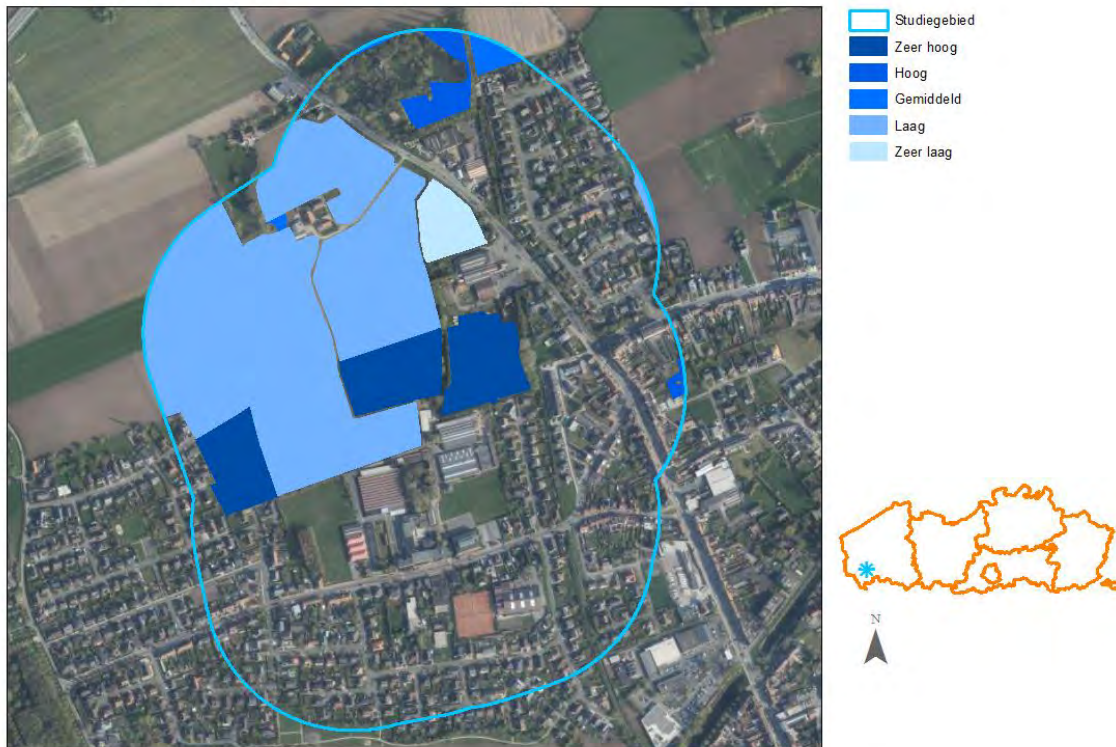 Studiegebied
Zeer hoog
Hoog
Gemiddeld
Laag
Zeer laag
N